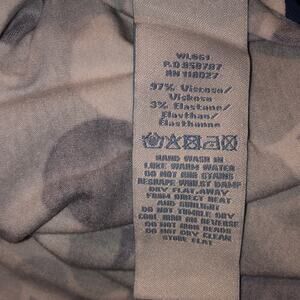 WL661
P.O 958787
RN 118027
97% Viscose/
Viskose
3% Elastane/
Elasthan/
Elasthanne
HAND WASH IN
LUKE WARM WATER
DO NOT RUB STAINS
RESHAPE WHILST DAMP
DRY FLAT AWAY
FROM DIRECT HEAT
AND SUNLIGHT
DO NOT TUMBLE DRY
COOL IRON ON REVERSE
DO NOT IRON BEADS
DO NOT DRY CLEAN
STORE FLAT